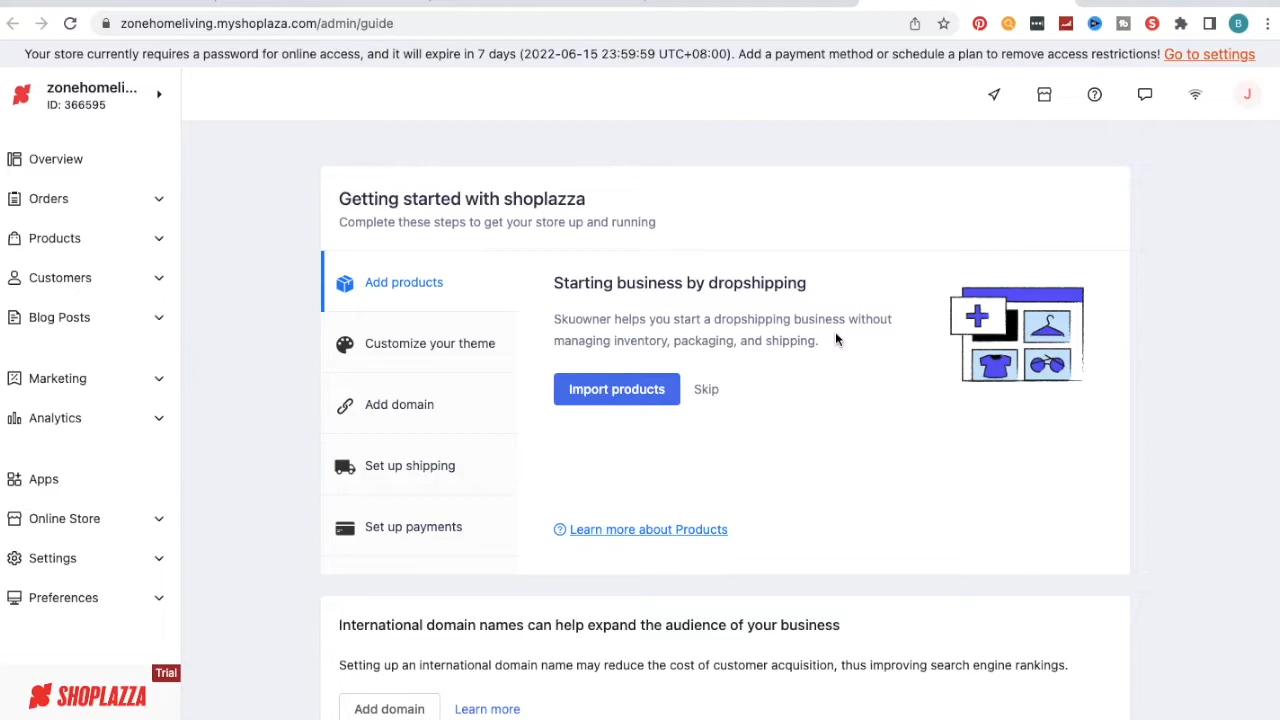 zonehomeliving.myshoplaza.com/admin/guide
B
Your store currently requires a password for online access, and it will expire in 7 days (2022-06-15 23:59:59 UTC+08:00). Add a payment method or schedule a plan to remove access restrictions! Go to settings
zonehomeli...
ID: 366595
J
Overview
Orders
Products
Customers
Blog Posts
Marketing
Analytics
Apps
Online Store
Settings
Preferences
Trial
SHOPLAZZA
Getting started with shoplazza
Complete these steps to get your store up and running
Add products
Customize your theme
Add domain
Set up shipping
Set up payments
Starting business by dropshipping
Skuowner helps you start a dropshipping business without
managing inventory, packaging, and shipping.
Import products Skip
Learn more about Products
International domain names can help expand the audience of your business
Setting up an international domain name may reduce the cost of customer acquisition, thus improving search engine rankings.
Add domain Learn more